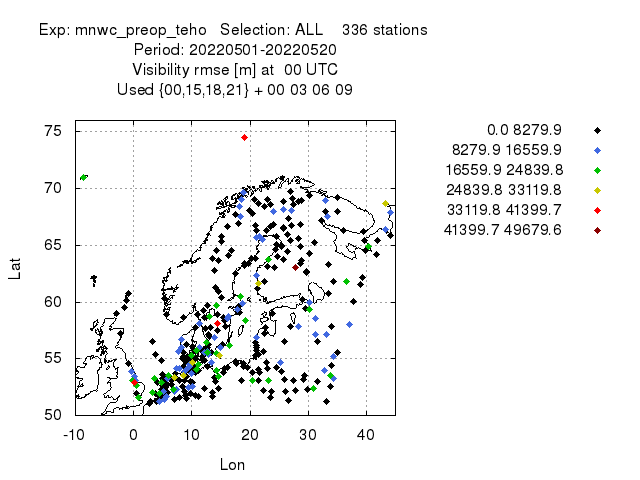 Exp: mnwc_preop_teho   Selection: ALL    336 stations
Period: 20220501-20220520
Visibility rmse [m] at  00 UTC
Used {00,15,18,21} + 00 03 06 09
0.0 8279.9
8279.9 16559.9
16559.9 24839.8
24839.8 33119.8
33119.8 41399.7
41399.7 49679.6
75
70
65
60
55
50
Lat
-10 0 10 20 30 40
Lon